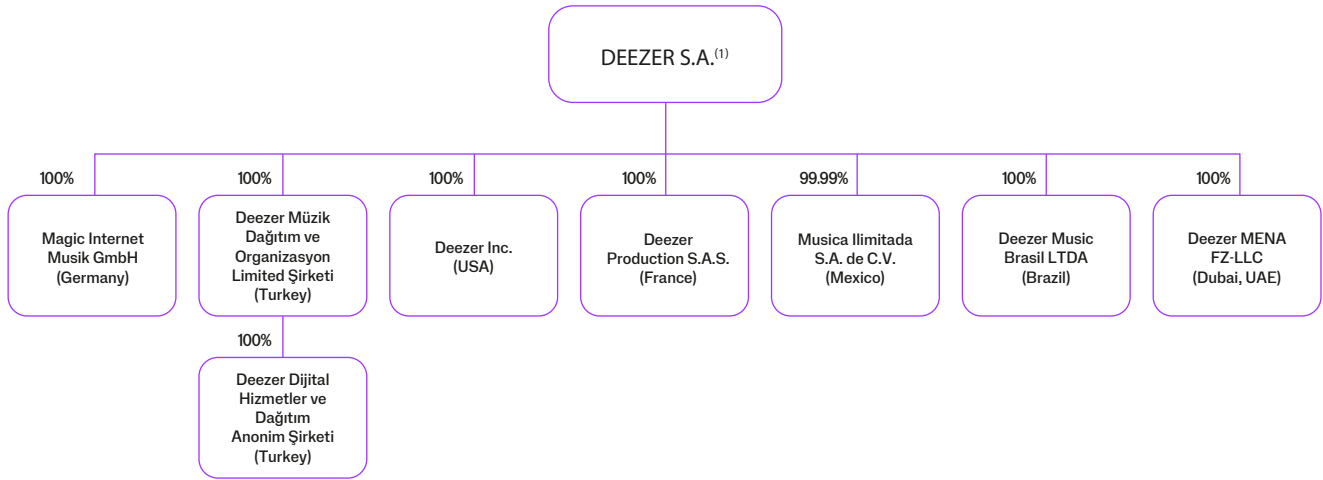 DEEZER S.A.(1)
100%
100%
100%
100%
99.99%
100%
100%
Magic Internet
Musik GmbH
(Germany)
Deezer Müzik
Dağıtım ve
Organizasyon
Limited Şirketi
(Turkey)
Deezer Inc.
(USA)
Deezer
Production S.A.S.
(France)
Musica Ilimitada
S.A. de C.V.
(Mexico)
Deezer Music
Brasil LTDA
(Brazil)
Deezer MENA
FZ-LLC
(Dubai, UAE)
100%
Deezer Dijital
Hizmetler ve
Dağıtım
Anonim Şirketi
(Turkey)